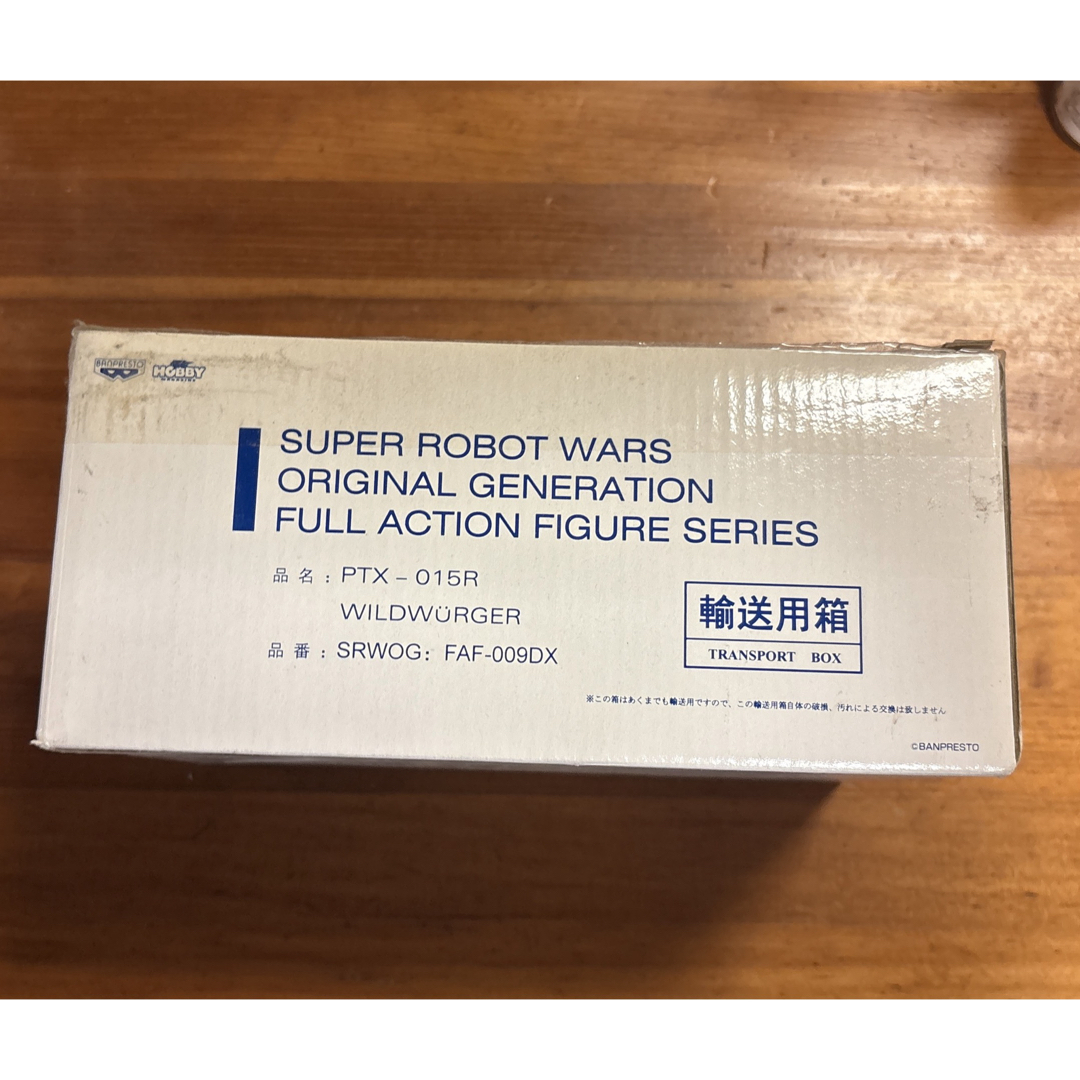 BANPRESTO
HOBBY
SUPER ROBOT WARS
ORIGINAL GENERATION
FULL ACTION FIGURE SERIES
品 名 : PTX – 015R
WILDWÜRGER
品 番 : SRWOG: FAF-009DX
輸送用箱
TRANSPORT BOX
※この箱はあくまでも輸送用ですので、この輸送用箱自体の破損、汚れによる交換は致しません
©BANPRESTO